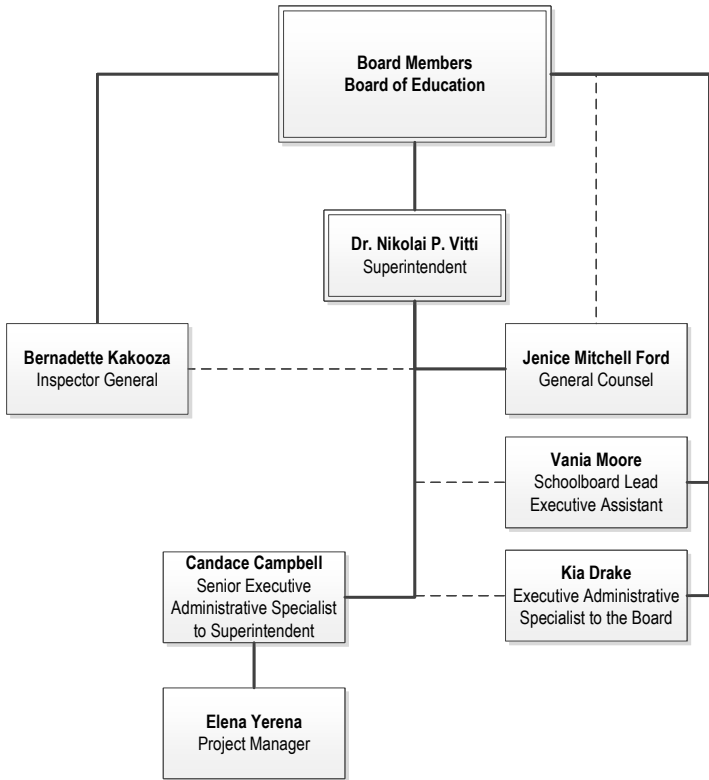 Board Members
Board of Education
Dr. Nikolai P. Vitti
Superintendent
Bernadette Kakooza
Inspector General
Jenice Mitchell Ford
General Counsel
Vania Moore
Schoolboard Lead
Executive Assistant
Candace Campbell
Senior Executive
Administrative Specialist
to Superintendent
Kia Drake
Executive Administrative
Specialist to the Board
Elena Yerena
Project Manager